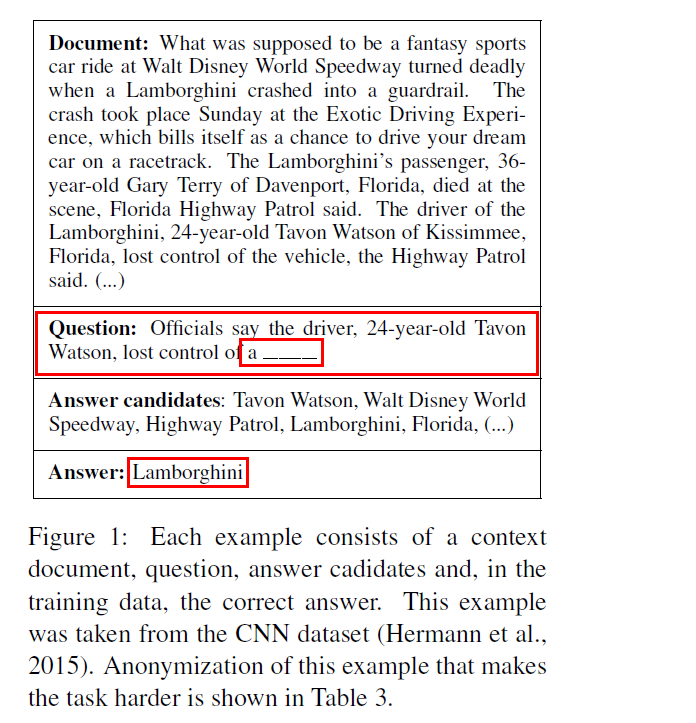 Document: What was supposed to be a fantasy sports
car ride at Walt Disney World Speedway turned deadly
when a Lamborghini crashed into a guardrail. The
crash took place Sunday at the Exotic Driving Experi-
ence, which bills itself as a chance to drive your dream
car on a racetrack. The Lamborghini's passenger, 36-
year-old Gary Terry of Davenport, Florida, died at the
scene, Florida Highway Patrol said. The driver of the
Lamborghini, 24-year-old Tavon Watson of Kissimmee,
Florida, lost control of the vehicle, the Highway Patrol
said. (...)
Question: Officials say the driver, 24-year-old Tavon
Watson, lost control of a ____
Answer candidates: Tavon Watson, Walt Disney World
Speedway, Highway Patrol, Lamborghini, Florida, (...)
Answer: Lamborghini
Figure 1: Each example consists of a context
document, question, answer cadidates and, in the
training data, the correct answer. This example
was taken from the CNN dataset (Hermann et al.,
2015). Anonymization of this example that makes
the task harder is shown in Table 3.